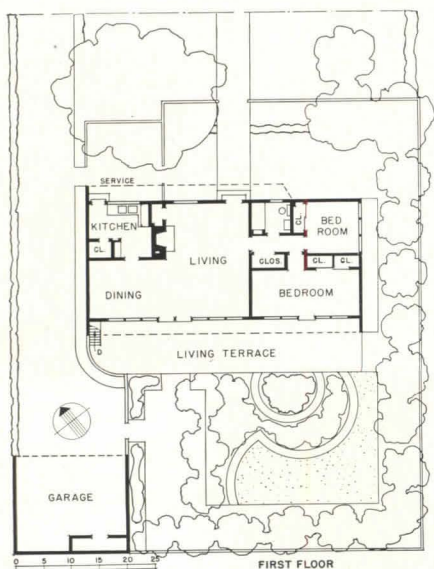 SERVICE
KITCHEN
CL.
BED
ROOM
LIVING
CL.
CLOS.
CL.
CL.
DINING
BEDROOM
D
LIVING TERRACE
GARAGE
0 5 10 15 20 25
FIRST FLOOR